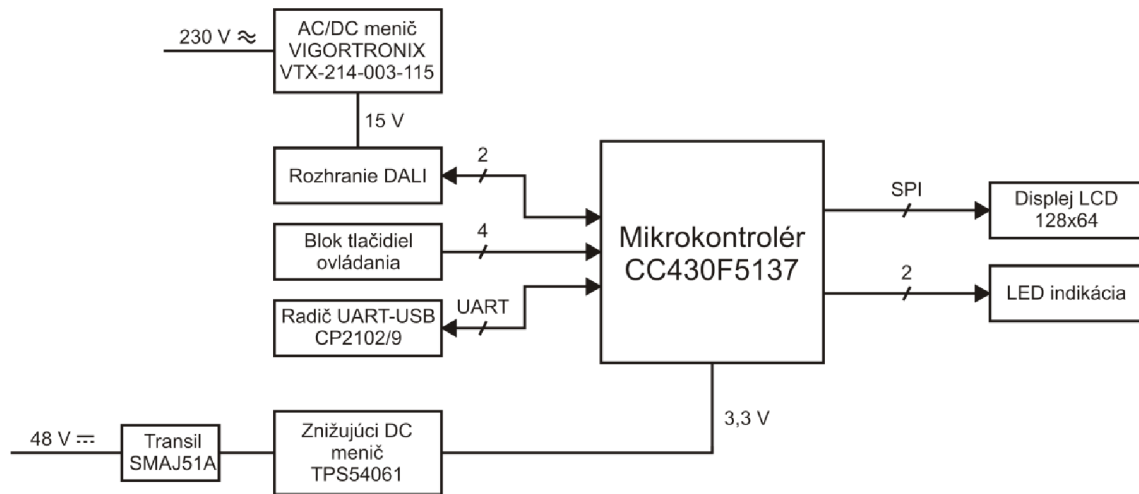 230 V ≈
AC/DC menič
VIGORTRONIX
VTX-214-003-115
15 V
Rozhranie DALI
2
Blok tlačidiel
ovládania
4
Radič UART-USB
CP2102/9
UART
Mikrokontrolér
CC430F5137
SPI
Displej LCD
128x64
2
LED indikácia
3,3 V
48 V ⎓
Transil
SMAJ51A
Znižujúci DC
menič
TPS54061